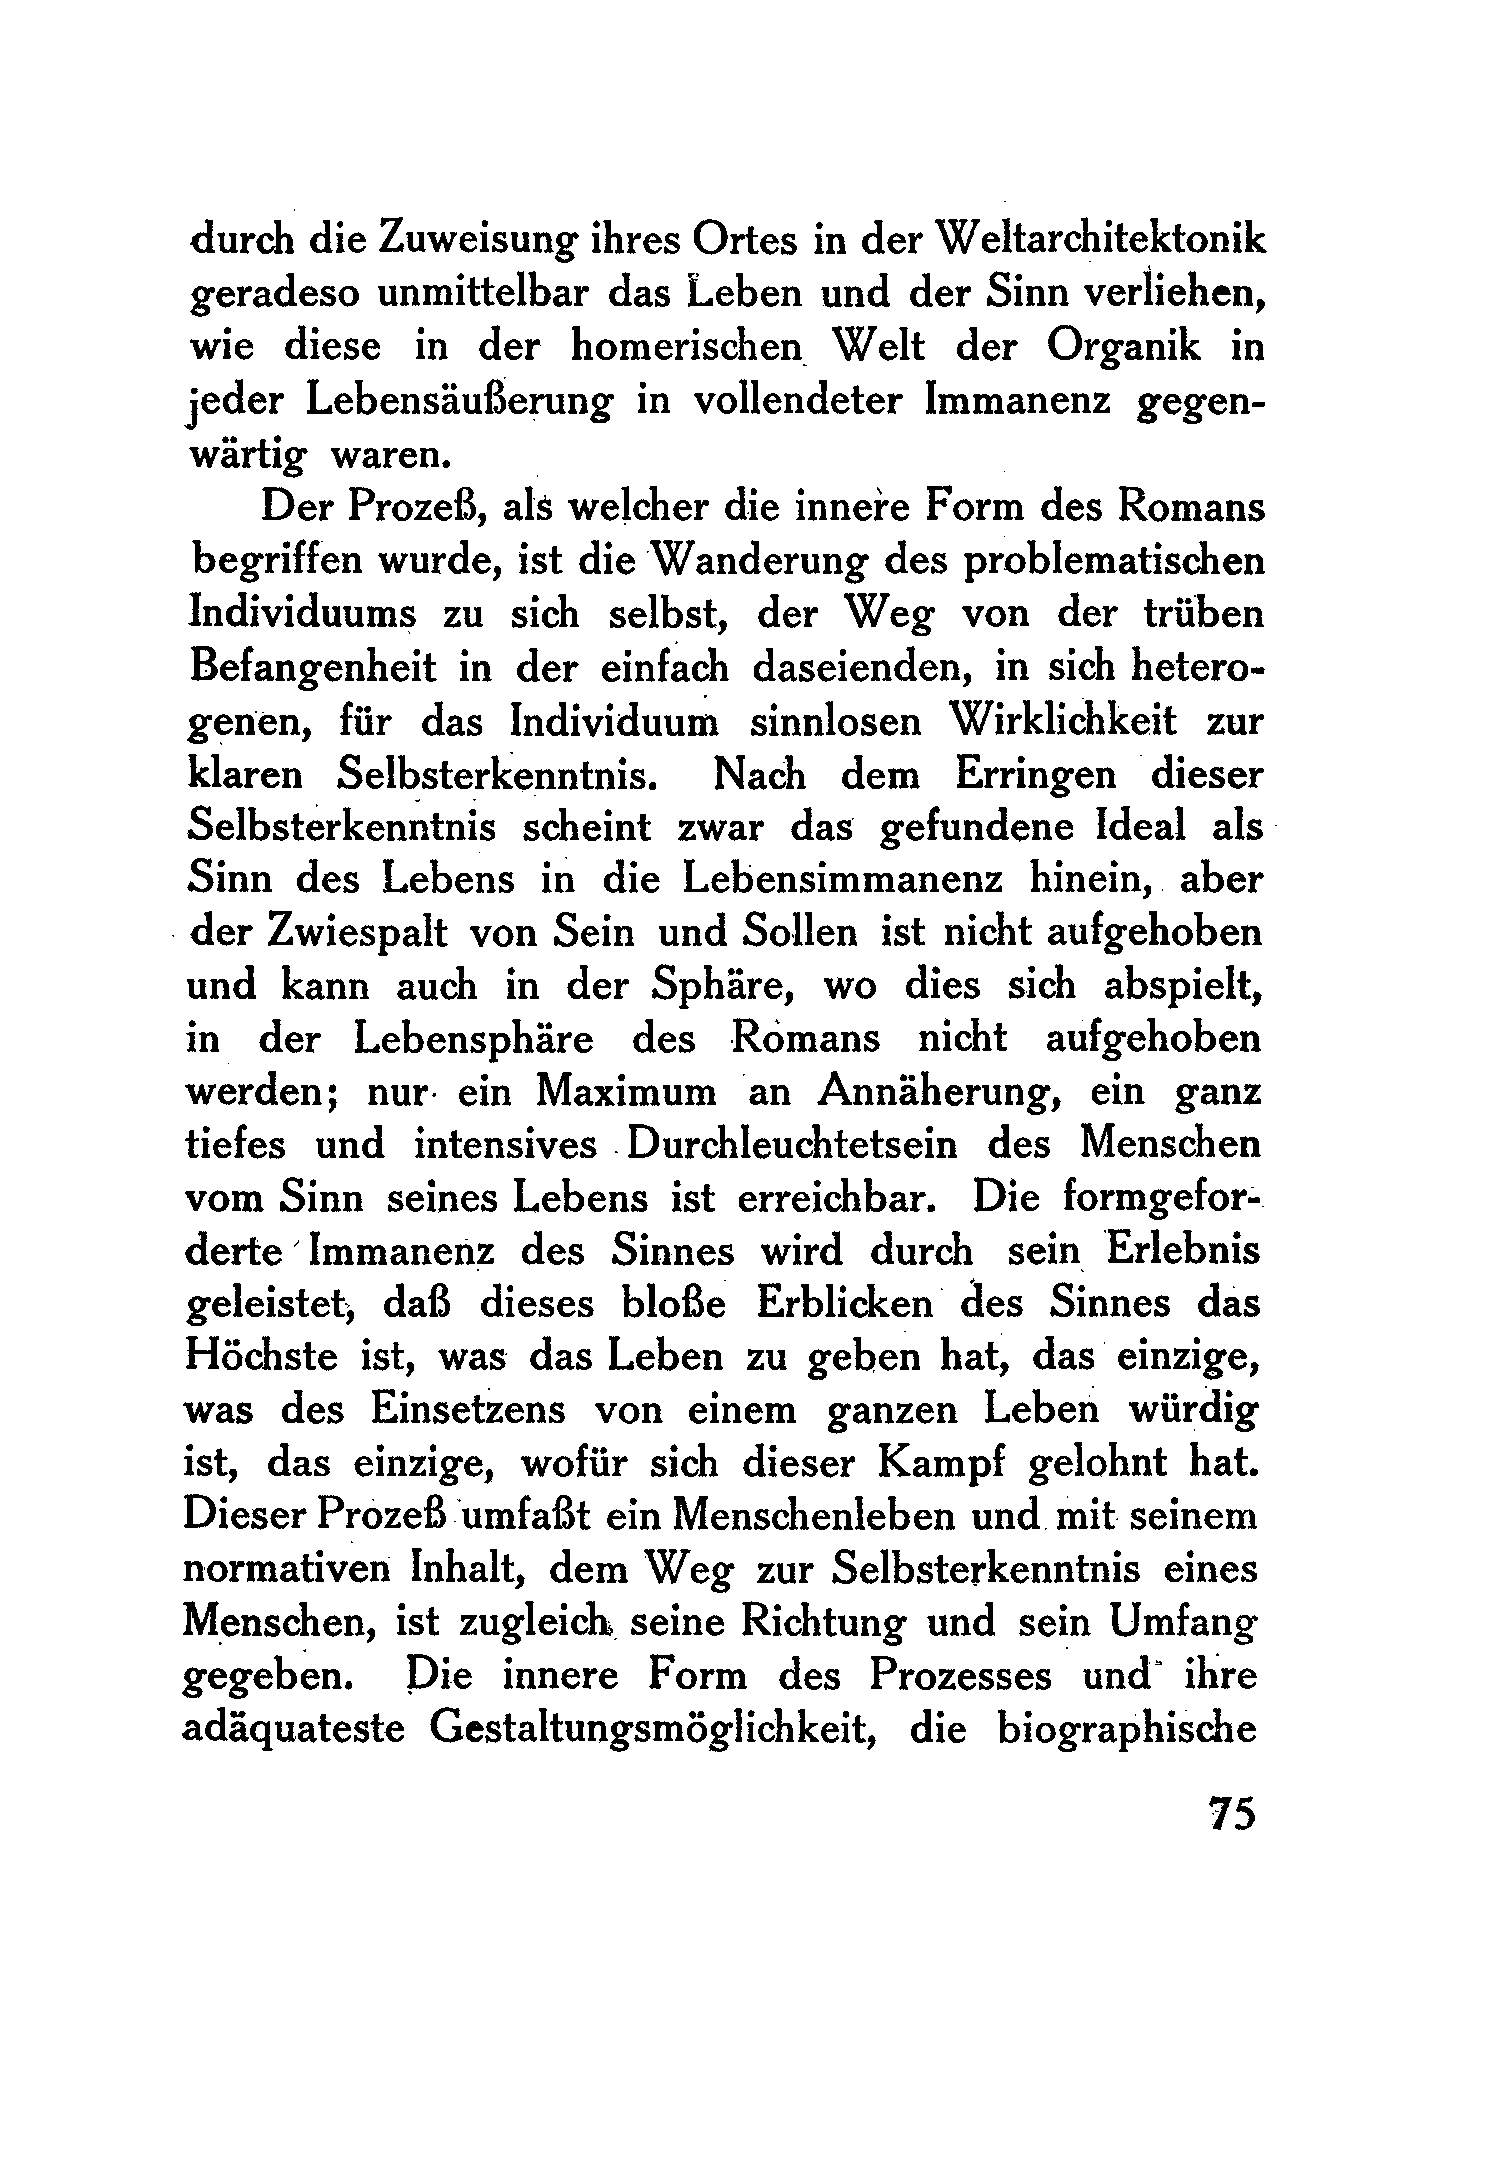 durch die Zuweisung ihres Ortes in der Weltarchitektonik
geradeso unmittelbar das Leben und der Sinn verliehen,
wie diese in der homerischen Welt der Organik in
jeder Lebensäußerung in vollendeter Immanenz gegen-
wärtig waren.
Der Prozeß, als welcher die innere Form des Romans
begriffen wurde, ist die Wanderung des problematischen
Individuums zu sich selbst, der Weg von der trüben
Befangenheit in der einfach daseienden, in sich hetero-
genen, für das Individuum sinnlosen Wirklichkeit zur
klaren Selbsterkenntnis. Nach dem Erringen dieser
Selbsterkenntnis scheint zwar das gefundene Ideal als
Sinn des Lebens in die Lebensimmanenz hinein, aber
der Zwiespalt von Sein und Sollen ist nicht aufgehoben
und kann auch in der Sphäre, wo dies sich abspielt,
in der Lebensphäre des Romans nicht aufgehoben
werden; nur ein Maximum an Annäherung, ein ganz
tiefes und intensives Durchleuchtetsein des Menschen
vom Sinn seines Lebens ist erreichbar. Die formgefor-
derte Immanenz des Sinnes wird durch sein Erlebnis
geleistet, daß dieses bloße Erblicken des Sinnes das
Höchste ist, was das Leben zu geben hat, das einzige,
was des Einsetzens von einem ganzen Leben würdig
ist, das einzige, wofür sich dieser Kampf gelohnt hat.
Dieser Prozeß umfaßt ein Menschenleben und mit seinem
normativen Inhalt, dem Weg zur Selbsterkenntnis eines
Menschen, ist zugleich seine Richtung und sein Umfang
gegeben. Die innere Form des Prozesses und ihre
adäquateste Gestaltungsmöglichkeit, die biographische
75